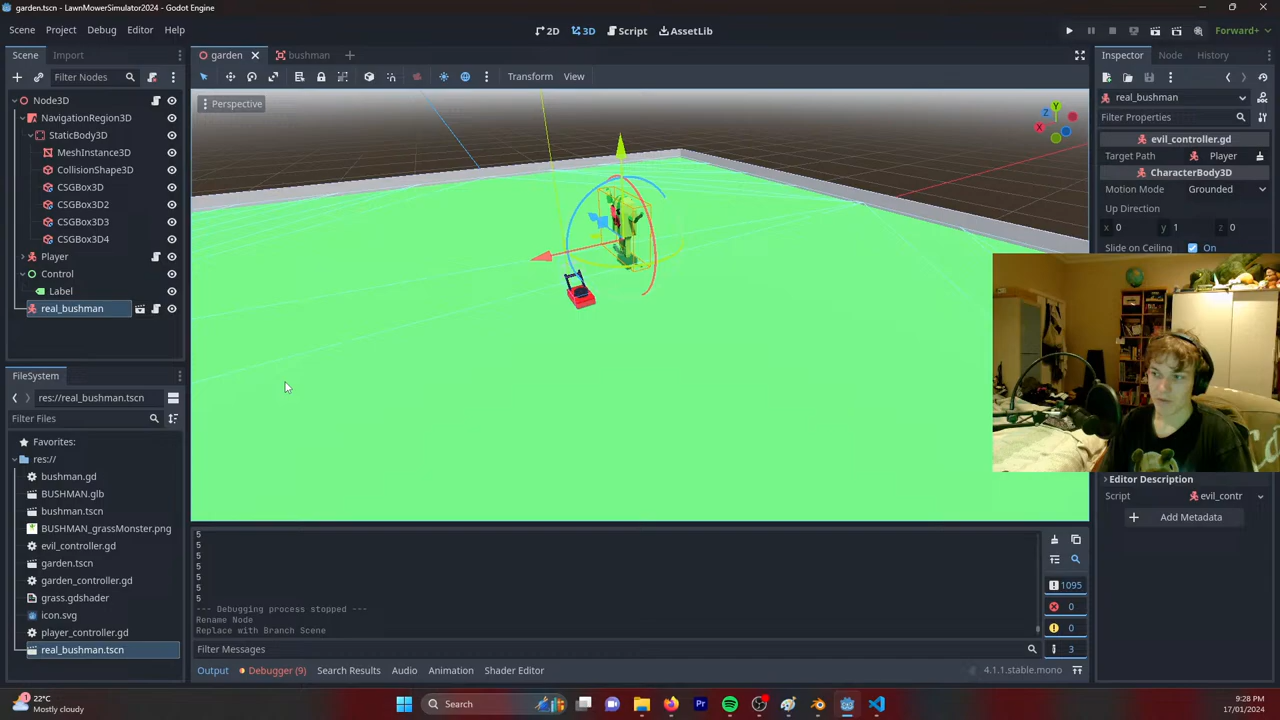 garden.tscn - LawnMowerSimulator2024 - Godot Engine
Scene Project Debug Editor Help
2D 3D Script AssetLib
Forward+
Scene Import
garden bushman
Inspector Node History
Filter Nodes
Transform View
Perspective
Node3D
NavigationRegion3D
StaticBody3D
MeshInstance3D
CollisionShape3D
CSGBox3D
CSGBox3D2
CSGBox3D3
CSGBox3D4
Player
Control
Label
real_bushman
Y
Z
X
real_bushman
Filter Properties
evil_controller.gd
Target Path Player
CharacterBody3D
Motion Mode Grounded
Up Direction
x 0 y 1 z 0
Slide on Ceiling On
FileSystem
res://real_bushman.tscn
Filter Files
Favorites:
res://
bushman.gd
BUSHMAN.glb
bushman.tscn
BUSHMAN_grassMonster.png
evil_controller.gd
garden.tscn
garden_controller.gd
grass.gdshader
icon.svg
player_controller.gd
real_bushman.tscn
Editor Description
Script evil_contr
Add Metadata
5
5
5
5
5
5
5
--- Debugging process stopped ---
Rename Node
Replace with Branch Scene
1095
0
0
3
Filter Messages
Output Debugger (9) Search Results Audio Animation Shader Editor
4.1.1.stable.mono
22°C
Mostly cloudy
Search
Pr
9:28 PM
17/01/2024